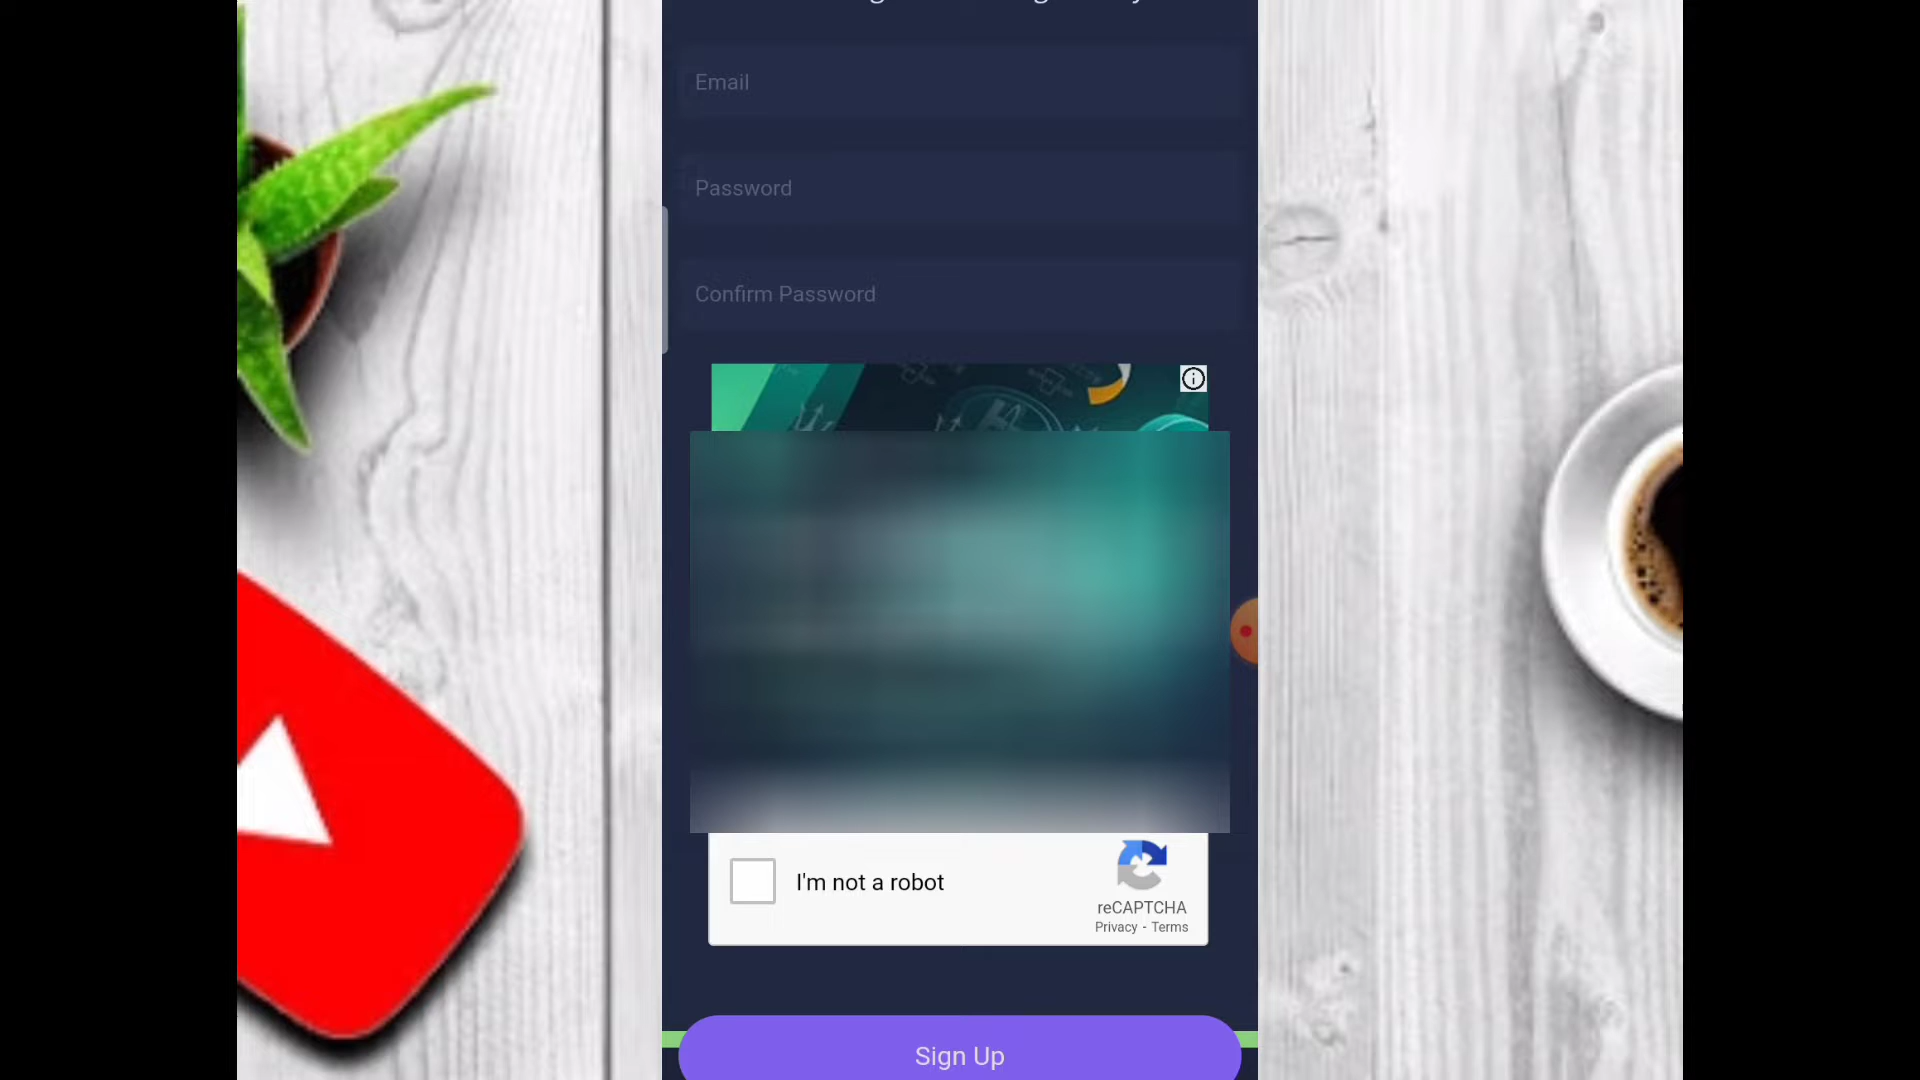 Email
Password
Confirm Password
I'm not a robot
reCAPTCHA
Privacy - Terms
Sign Up